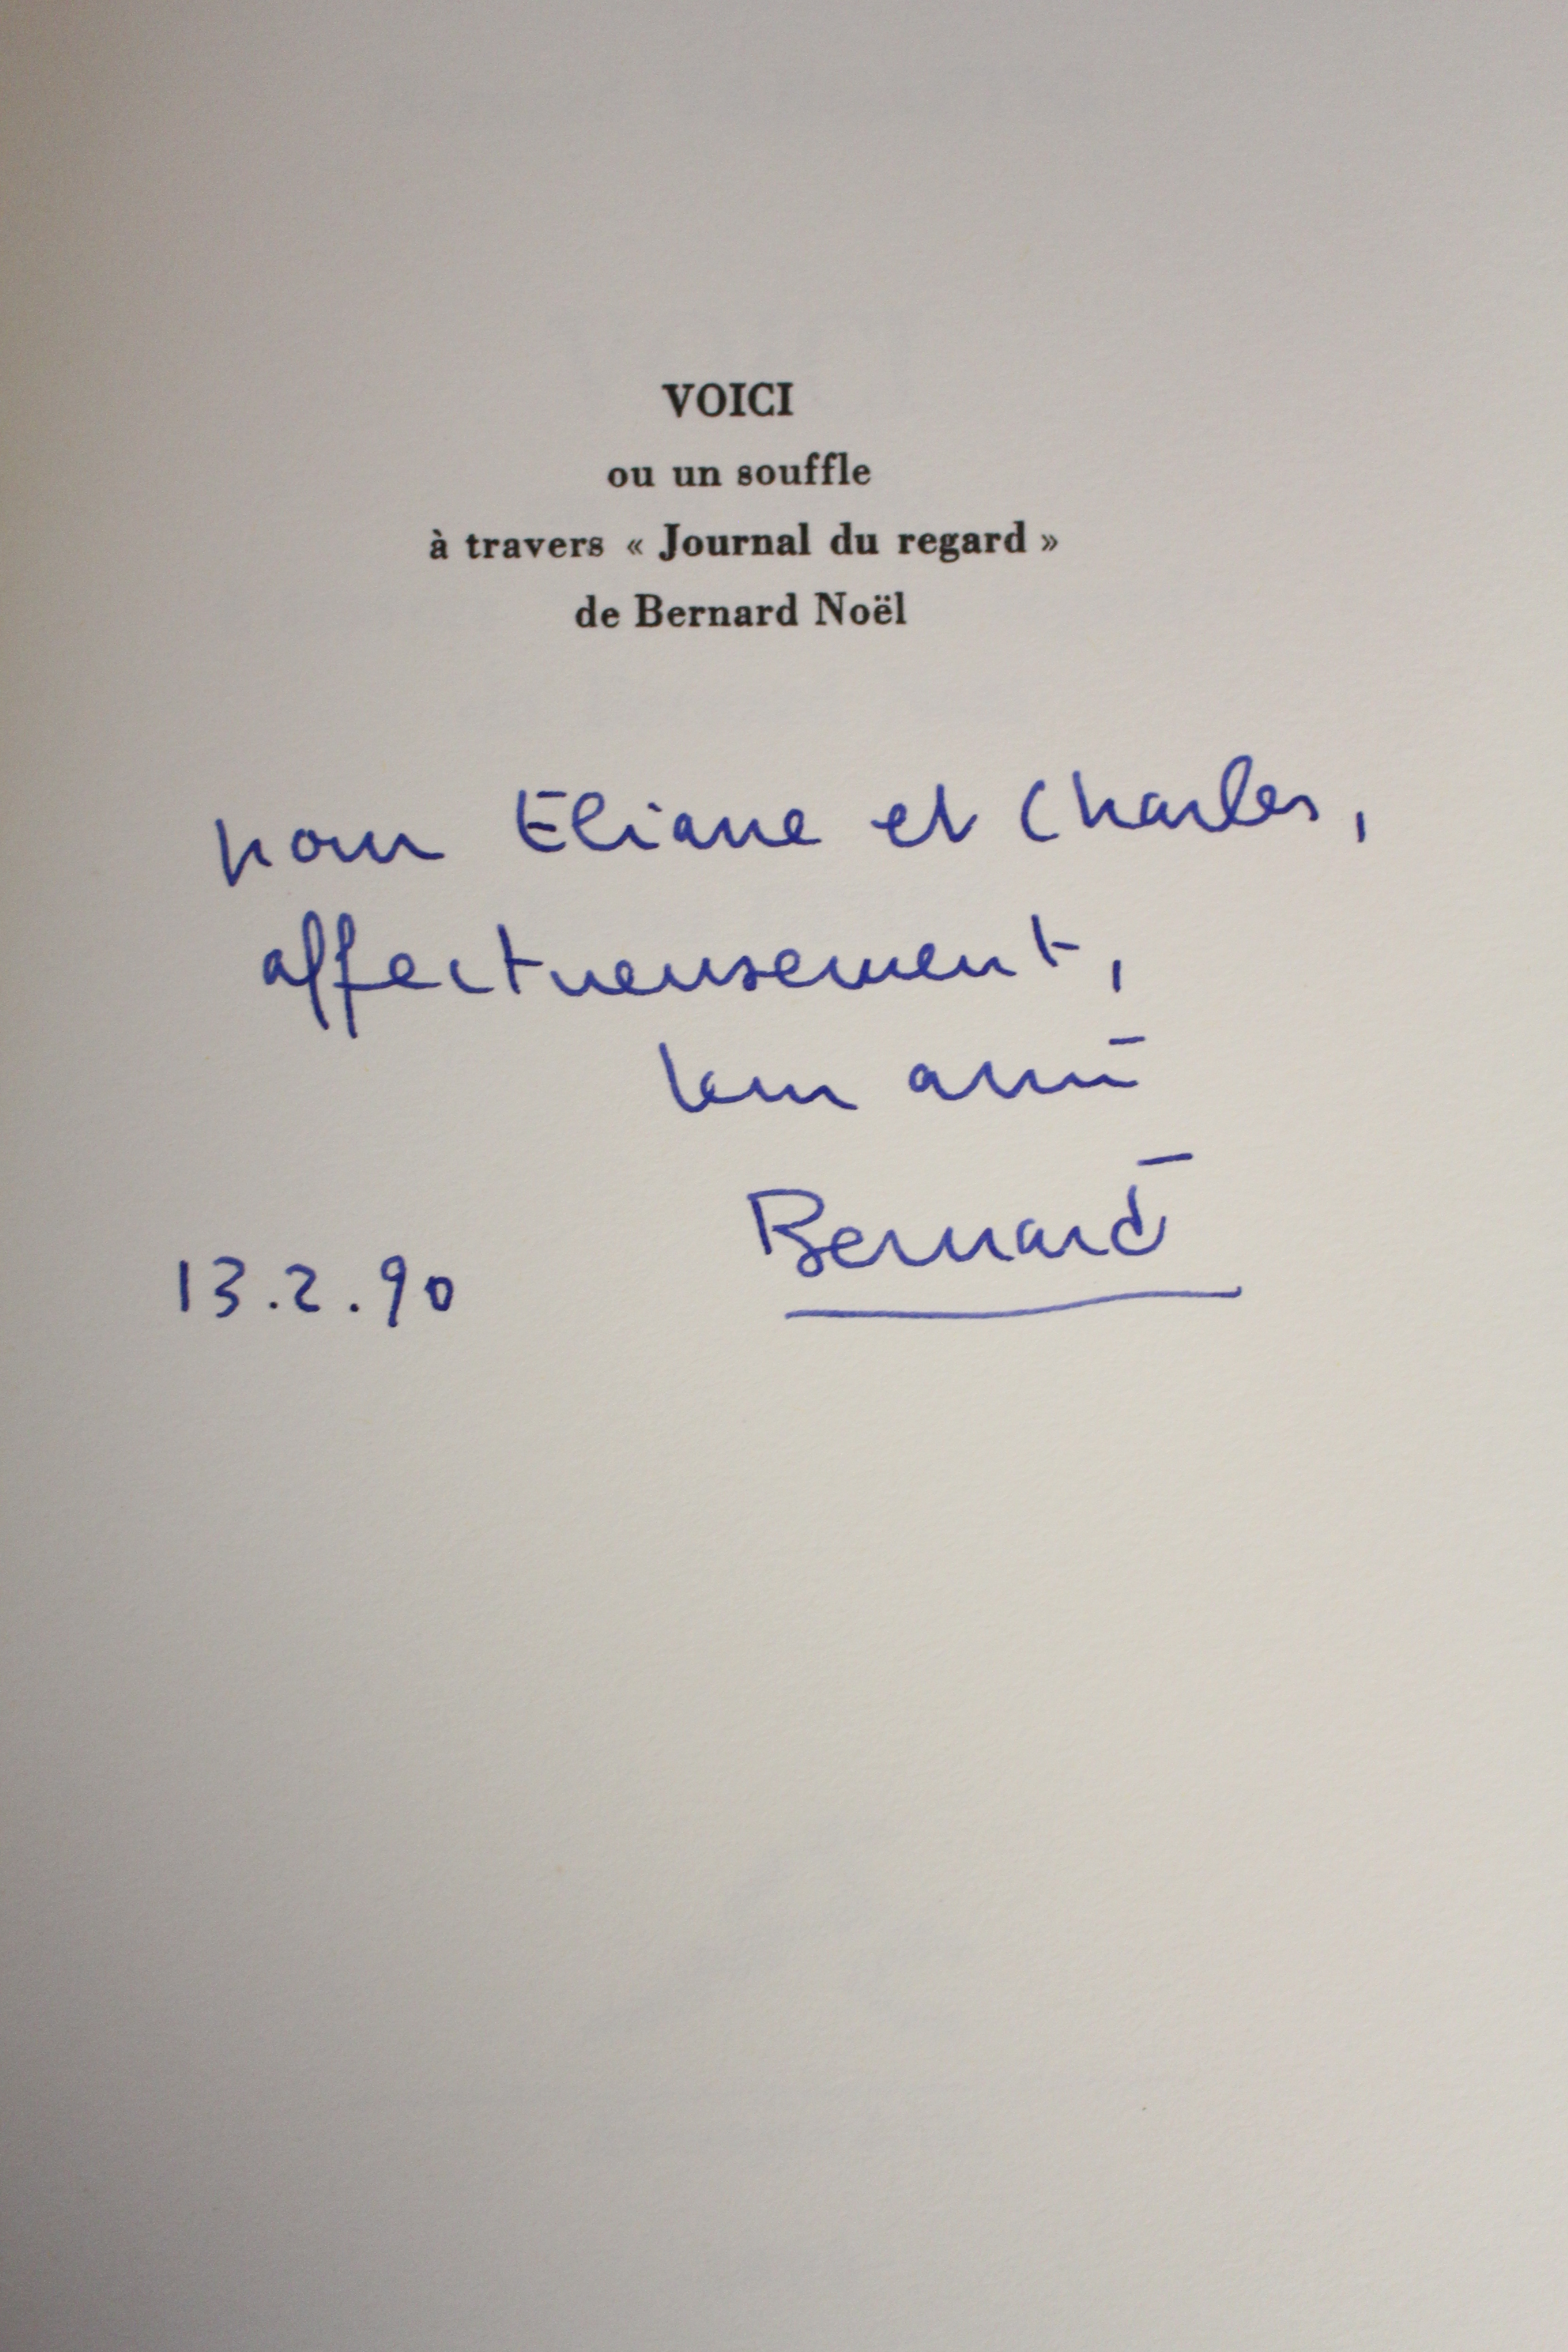 VOICI
ou un souffle
à travers « Journal du regard »
de Bernard Noël
pour Eliane et Charles,
affectueusement,
leur ami
Bernard
13.2.90